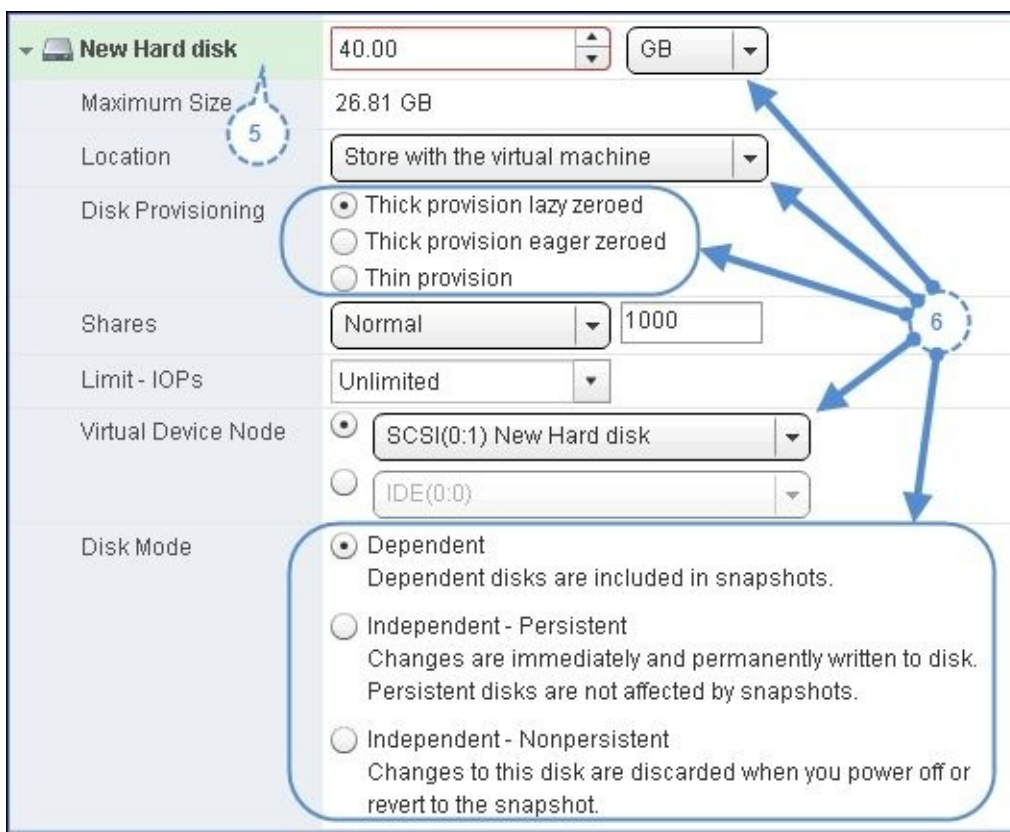 New Hard disk 40.00 GB
Maximum Size 26.81 GB
5
Location Store with the virtual machine
Disk Provisioning Thick provision lazy zeroed
Thick provision eager zeroed
Thin provision
6
Shares Normal 1000
Limit - IOPs Unlimited
Virtual Device Node SCSI(0:1) New Hard disk
IDE(0:0)
Disk Mode Dependent
Dependent disks are included in snapshots.
Independent - Persistent
Changes are immediately and permanently written to disk.
Persistent disks are not affected by snapshots.
Independent - Nonpersistent
Changes to this disk are discarded when you power off or
revert to the snapshot.